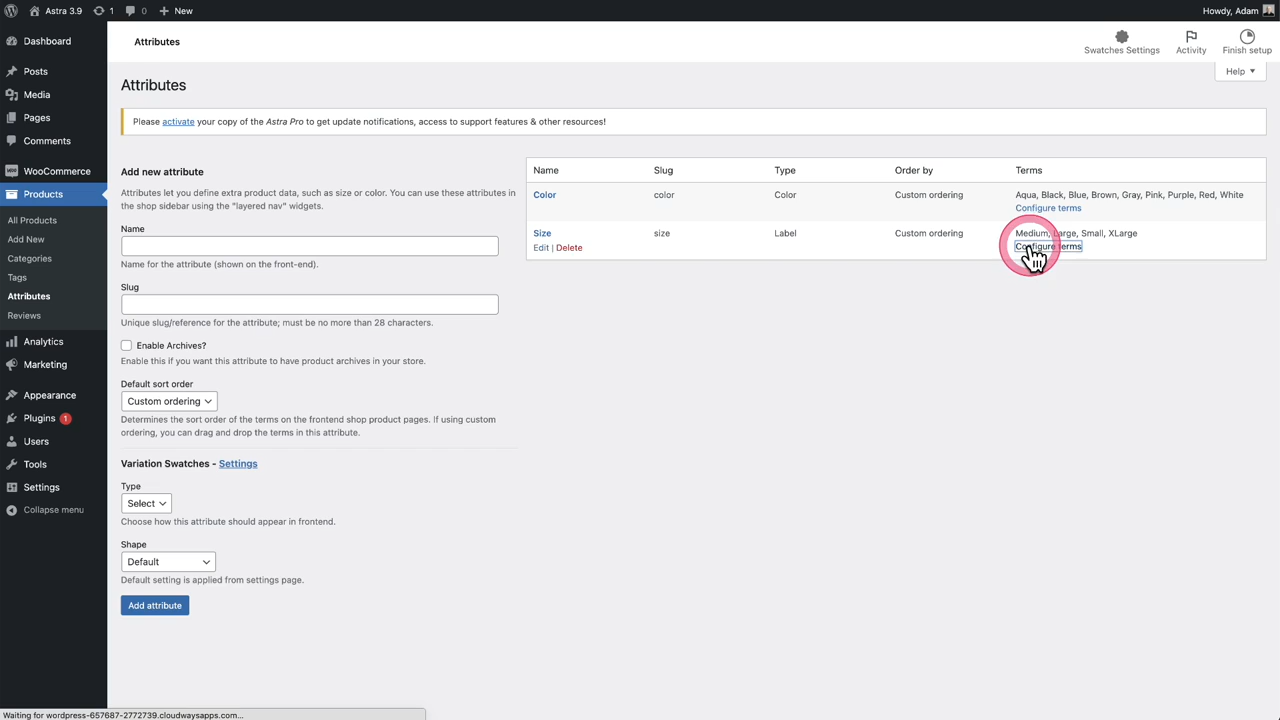 Astra 3.9
1
0
New
Howdy, Adam
Dashboard
Posts
Media
Pages
Comments
WooCommerce
Products
All Products
Add New
Categories
Tags
Attributes
Reviews
Analytics
Marketing
Appearance
Plugins 1
Users
Tools
Settings
Collapse menu
Attributes
Swatches Settings
Activity
Finish setup
Help
Attributes
Please activate your copy of the Astra Pro to get update notifications, access to support features & other resources!
Add new attribute
Attributes let you define extra product data, such as size or color. You can use these attributes in
the shop sidebar using the "layered nav" widgets.
Name
Name for the attribute (shown on the front-end).
Slug
Unique slug/reference for the attribute; must be no more than 28 characters.
Enable Archives?
Enable this if you want this attribute to have product archives in your store.
Default sort order
Custom ordering
Determines the sort order of the terms on the frontend shop product pages. If using custom
ordering, you can drag and drop the terms in this attribute.
Variation Swatches - Settings
Type
Select
Choose how this attribute should appear in frontend.
Shape
Default
Default setting is applied from settings page.
Add attribute
Name Slug Type Order by Terms
Color color Color Custom ordering Aqua, Black, Blue, Brown, Gray, Pink, Purple, Red, White
Configure terms
Size size Label Custom ordering Medium, Large, Small, XLarge
Edit | Delete Configure terms
Waiting for wordpress-657687-2772739.cloudwaysapps.com...